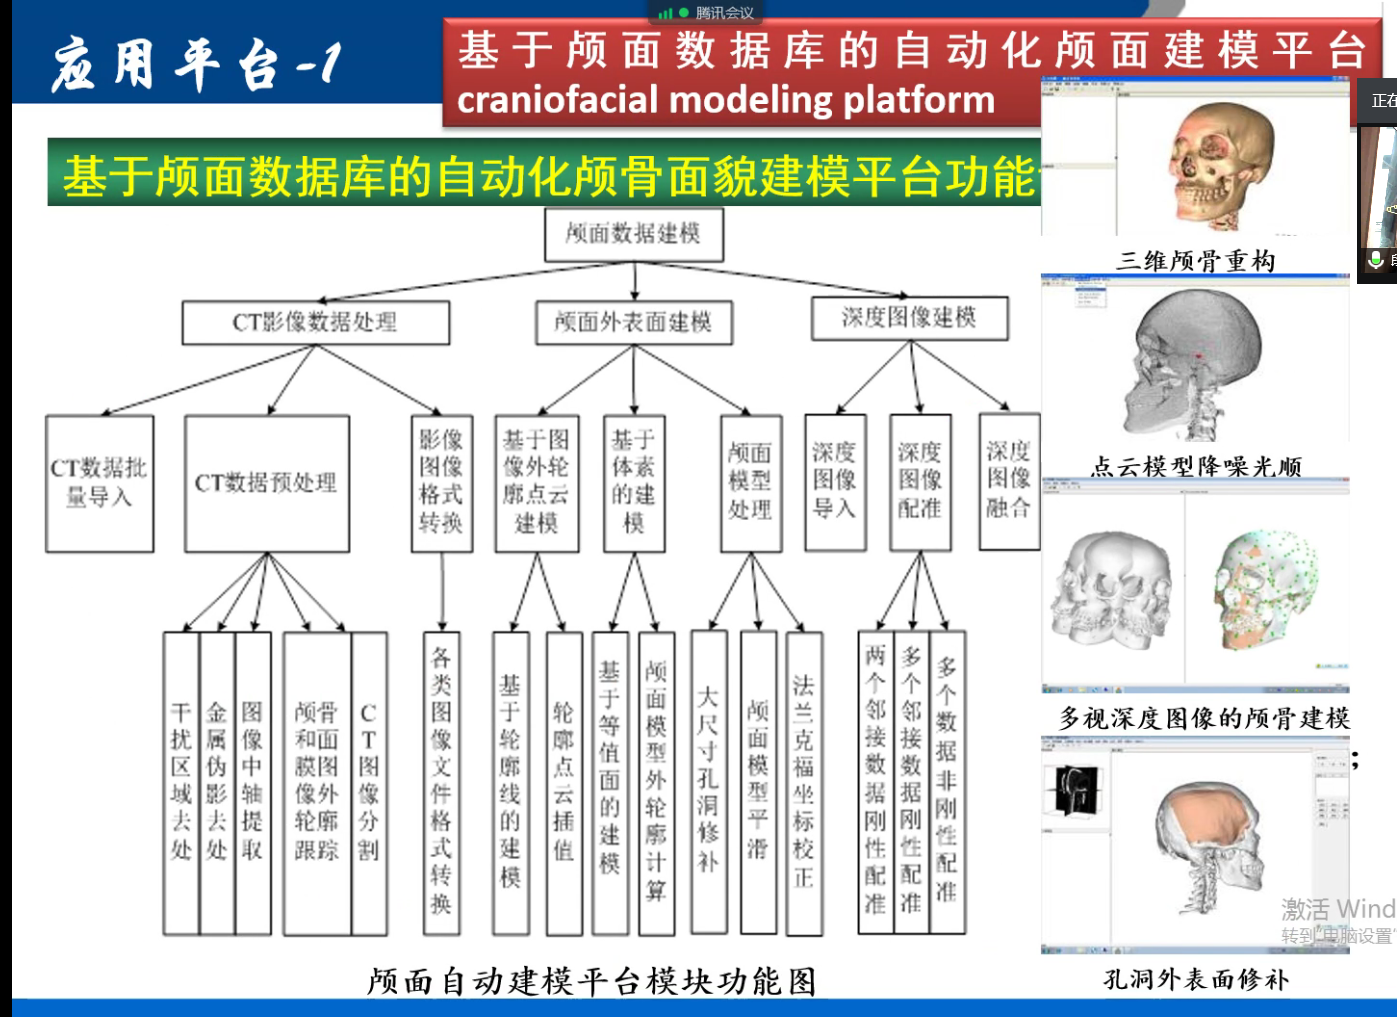 腾讯会议
应用平台-1
基于颅面数据库的自动化颅面建模平台
craniofacial modeling platform
正在
基于颅面数据库的自动化颅骨面貌建模平台功能
颅面数据建模
CT影像数据处理
颅面外表面建模
深度图像建模
CT数据批
量导入
CT数据预处理
影像
图像
格式
转换
基于图
像外轮
廓点云
建模
基于
体素
的建
模
颅面
模型
处理
深度
图像
导入
深度
图像
配准
深度
图像
融合
干扰区域去处
金属伪影去处
图像中轴提取
颅骨
和面
膜图
像外
轮廓
跟踪
CT图像分割
各类图像文件格式转换
基于轮廓线的建模
轮廓点云插值
基于等值面的建模
颅面模型外轮廓计算
大尺寸孔洞修补
颅面模型平滑
法兰克福坐标校正
两个邻接数据刚性配准
多个邻接数据刚性配准
多个数据非刚性配准
颅面自动建模平台模块功能图
三维颅骨重构
点云模型降噪光顺
多视深度图像的颅骨建模
;
孔洞外表面修补
激活 Wind
转到"电脑设置"